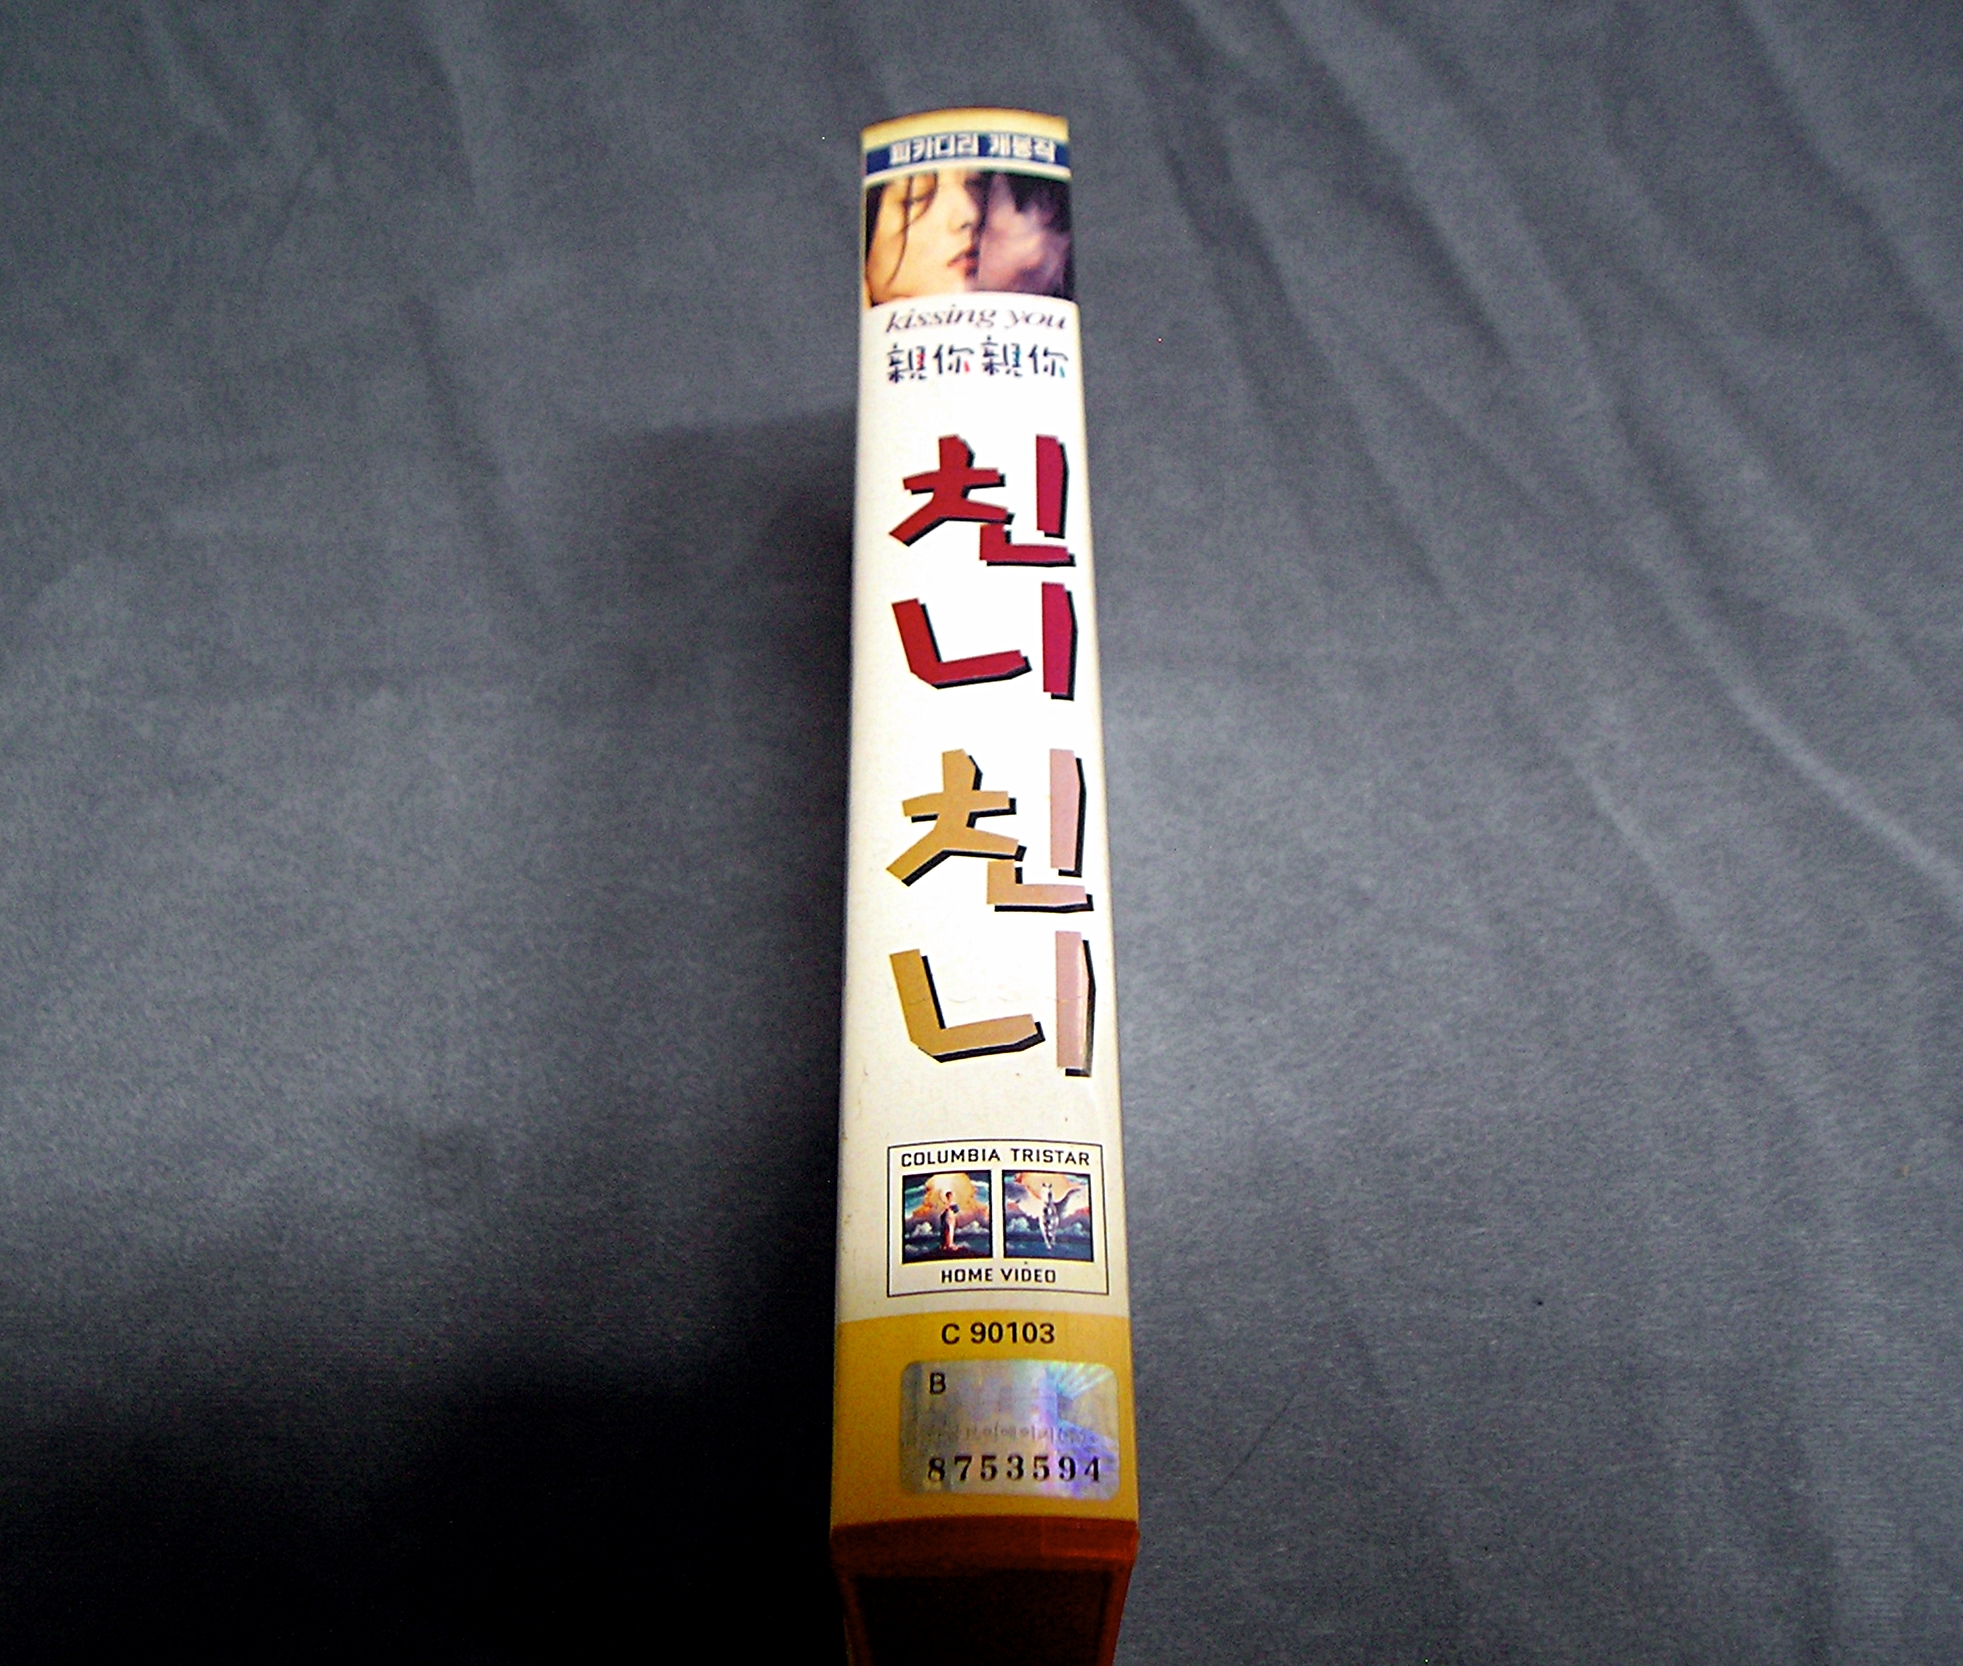 피카디리 개봉작
kissing you
親你親你
친
니
친
니
COLUMBIA TRISTAR
HOME VIDEO
C 90103
B
8753594